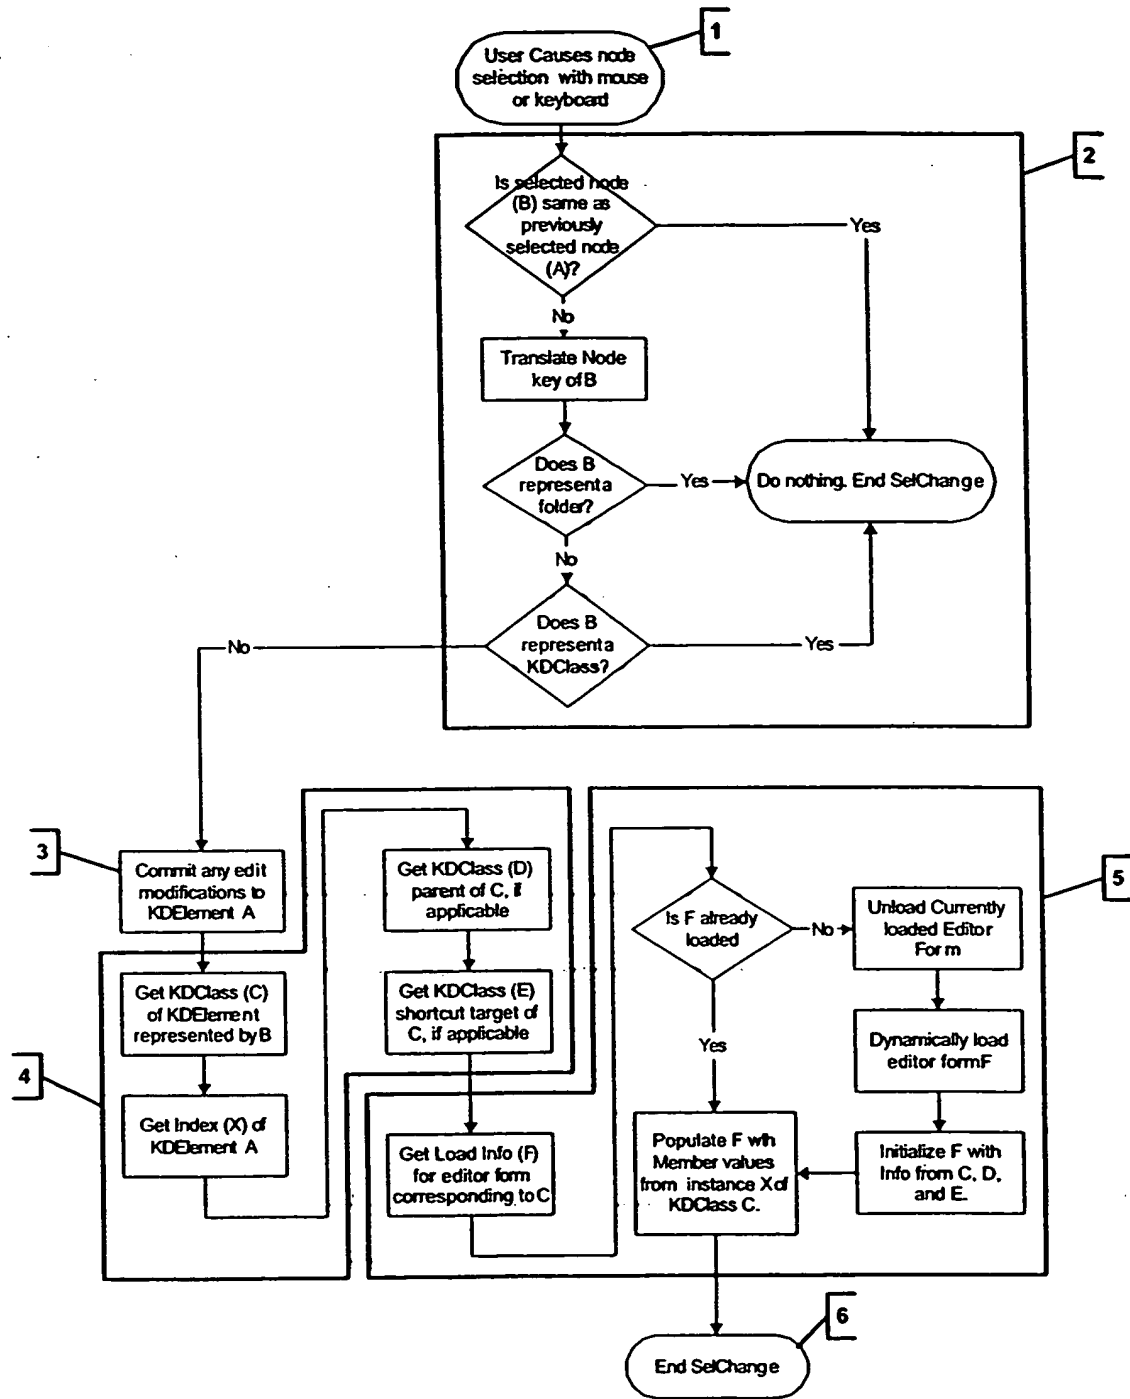 1
User Causes node
selection with mouse
or keyboard
2
Is selected node
(B) same as
previously
selected node
(A)?
Yes
No
Translate Node
key of B
Does B
represent a
folder?
Yes
Do nothing. End SelChange
No
Does B
represent a
KDClass?
Yes
No
3
Commit any edit
modifications to
KDElement A
4
Get KDClass (C)
of KDElement
represented by B
Get Index (X) of
KDElement A
Get KDClass (D)
parent of C, if
applicable
Get KDClass (E)
shortcut target of
C, if applicable
Get Load Info (F)
for editor form
corresponding to C
5
Is F already
loaded
No
Unload Currently
loaded Editor
Form
Dynamically load
editor form F
Initialize F with
Info from C, D,
and E.
Yes
Populate F with
Member values
from instance X of
KDClass C.
6
End SelChange